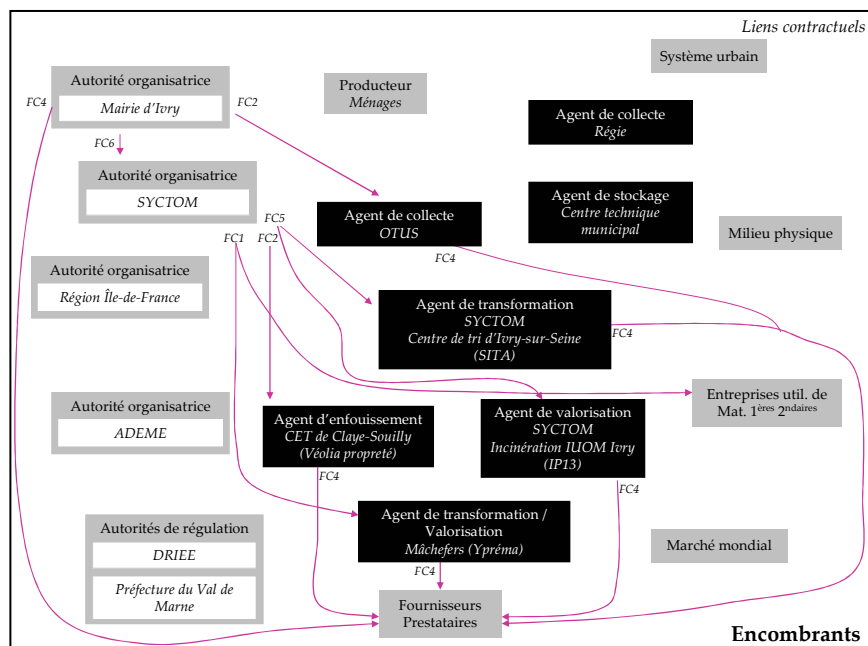 Liens contractuels
Système urbain
Autorité organisatrice
Mairie d'Ivry
FC4
FC2
Producteur
Ménages
Agent de collecte
Régie
FC6
Autorité organisatrice
SYCTOM
FC5
FC1
FC2
Agent de collecte
OTUS
FC4
Agent de stockage
Centre technique
municipal
Milieu physique
Autorité organisatrice
Région Île-de-France
Agent de transformation
SYCTOM
Centre de tri d'Ivry-sur-Seine
(SITA)
FC4
Entreprises util. de
Mat. 1ères 2ndaires
Autorité organisatrice
ADEME
Agent d'enfouissement
CET de Claye-Souilly
(Véolia propreté)
FC4
Agent de valorisation
SYCTOM
Incinération IUOM Ivry
(IP13)
FC4
Agent de transformation /
Valorisation
Mâchefers (Ypréma)
FC4
Autorités de régulation
DRIEE
Préfecture du Val de
Marne
Marché mondial
Fournisseurs
Prestataires
Encombrants